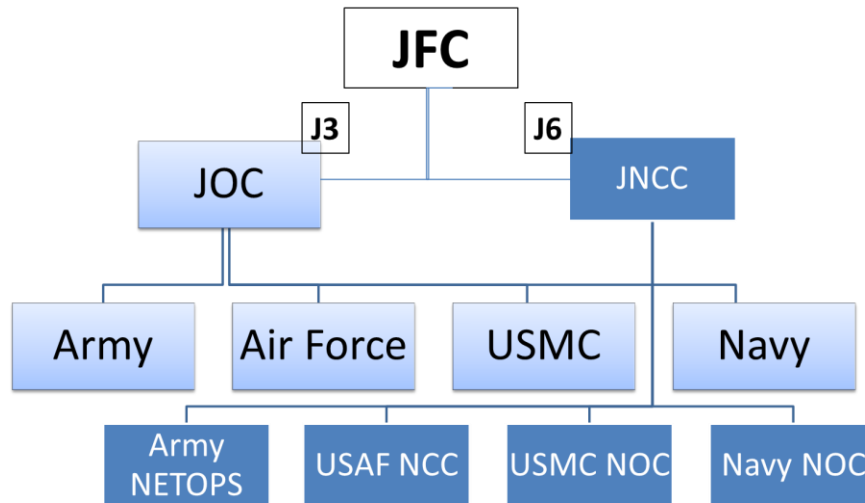 JFC
J3
J6
JOC
JNCC
Army
Air Force
USMC
Navy
Army
NETOPS
USAF NCC
USMC NOC
Navy NOC